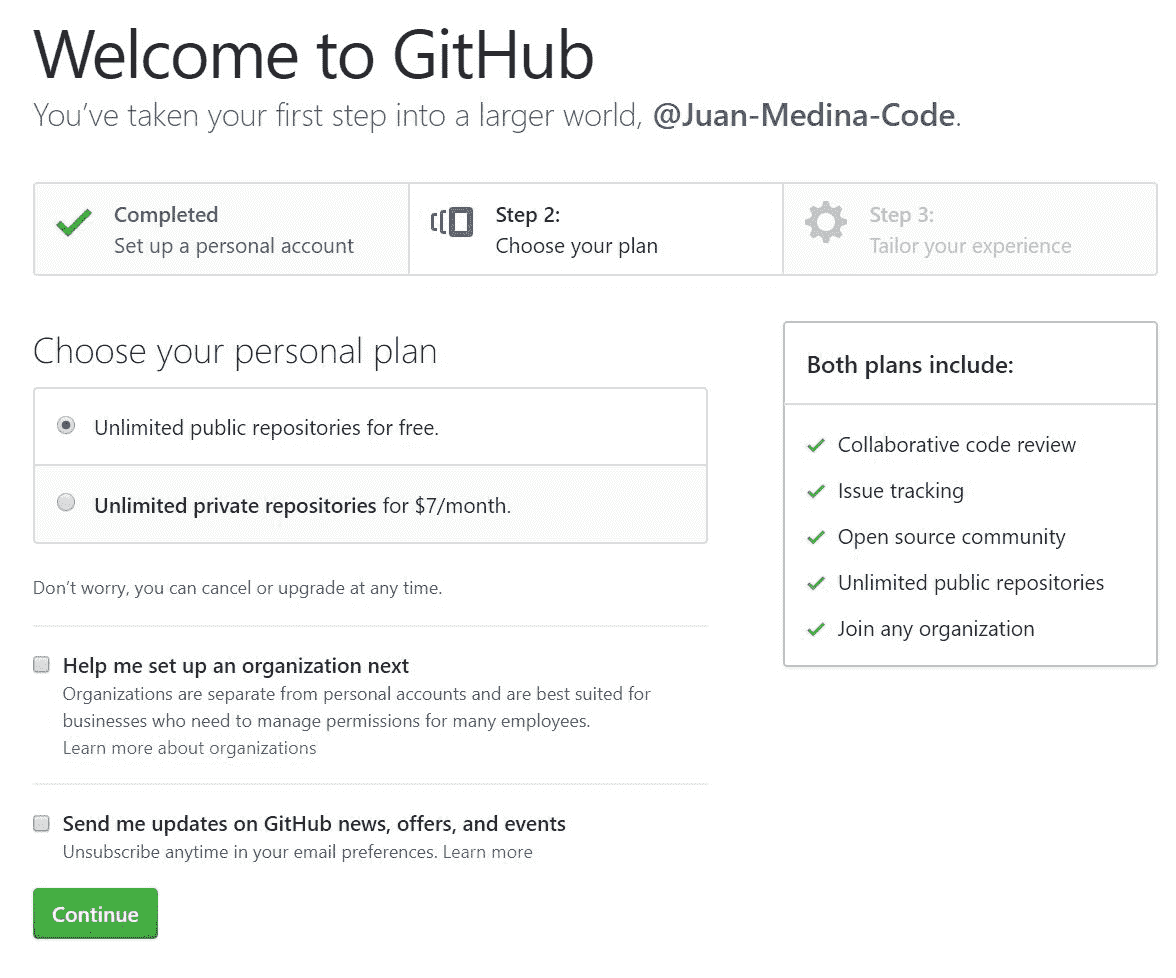 Welcome to GitHub
You’ve taken your first step into a larger world, @Juan-Medina-Code.
Completed
Set up a personal account
Step 2:
Choose your plan
Step 3:
Tailor your experience
Choose your personal plan
Unlimited public repositories for free.
Unlimited private repositories for $7/month.
Don’t worry, you can cancel or upgrade at any time.
Help me set up an organization next
Organizations are separate from personal accounts and are best suited for
businesses who need to manage permissions for many employees.
Learn more about organizations
Send me updates on GitHub news, offers, and events
Unsubscribe anytime in your email preferences. Learn more
Continue
Both plans include:
Collaborative code review
Issue tracking
Open source community
Unlimited public repositories
Join any organization